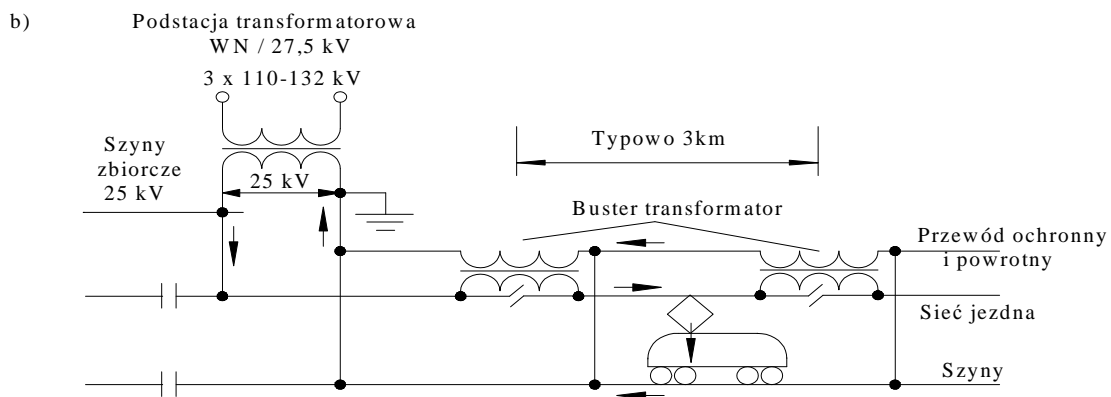 b)
Podstacja transformatorowa
WN / 27,5 kV
3 x 110-132 kV
Szyny
zbiorcze
25 kV
25 kV
Typowo 3km
Buster transformator
Przewód ochronny
i powrotny
Sieć jezdna
Szyny